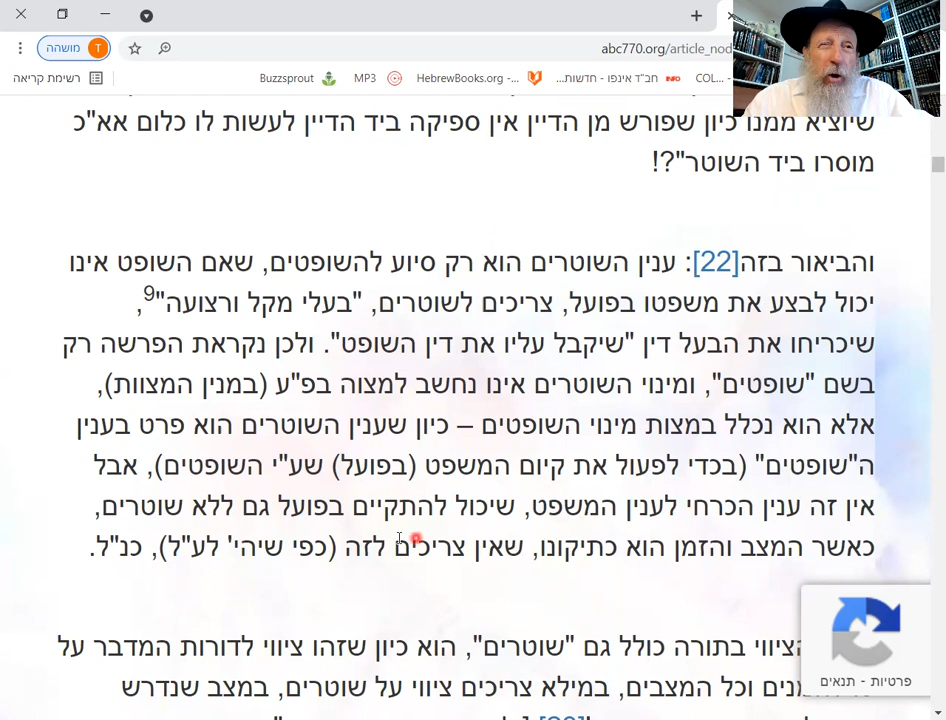 מושהה
T
abc770.org/article_nod
רשימת קריאה
Buzzsprout
MP3
HebrewBooks.org -...
חב"ד אינפו - חדשות...
INFO
COL...
שיוציא ממנו כיון שפורש מן הדיין אין ספיקה ביד הדיין לעשות לו כלום אא"כ
מוסרו ביד השוטר"?!
והביאור בזה[22]: ענין השוטרים הוא רק סיוע להשופטים, שאם השופט אינו
יכול לבצע את משפטו בפועל, צריכים לשוטרים, "בעלי מקל ורצועה"9,
שיכריחו את הבעל דין "שיקבל עליו את דין השופט". ולכן נקראת הפרשה רק
בשם "שופטים", ומינוי השוטרים אינו נחשב למצוה בפ"ע (במנין המצוות),
אלא הוא נכלל במצות מינוי השופטים – כיון שענין השוטרים הוא פרט בענין
ה"שופטים" (בכדי לפעול את קיום המשפט (בפועל) שע"י השופטים), אבל
אין זה ענין הכרחי לענין המשפט, שיכול להתקיים בפועל גם ללא שוטרים,
כאשר המצב והזמן הוא כתיקונו, שאין צריכים לזה (כפי שיהי' לע"ל), כנ"ל.
הציווי בתורה כולל גם "שוטרים", הוא כיון שזהו ציווי לדורות המדבר על
וכל המצבים, במילא צריכים ציווי על שוטרים, במצב שנדרש
פרטיות - תנאים